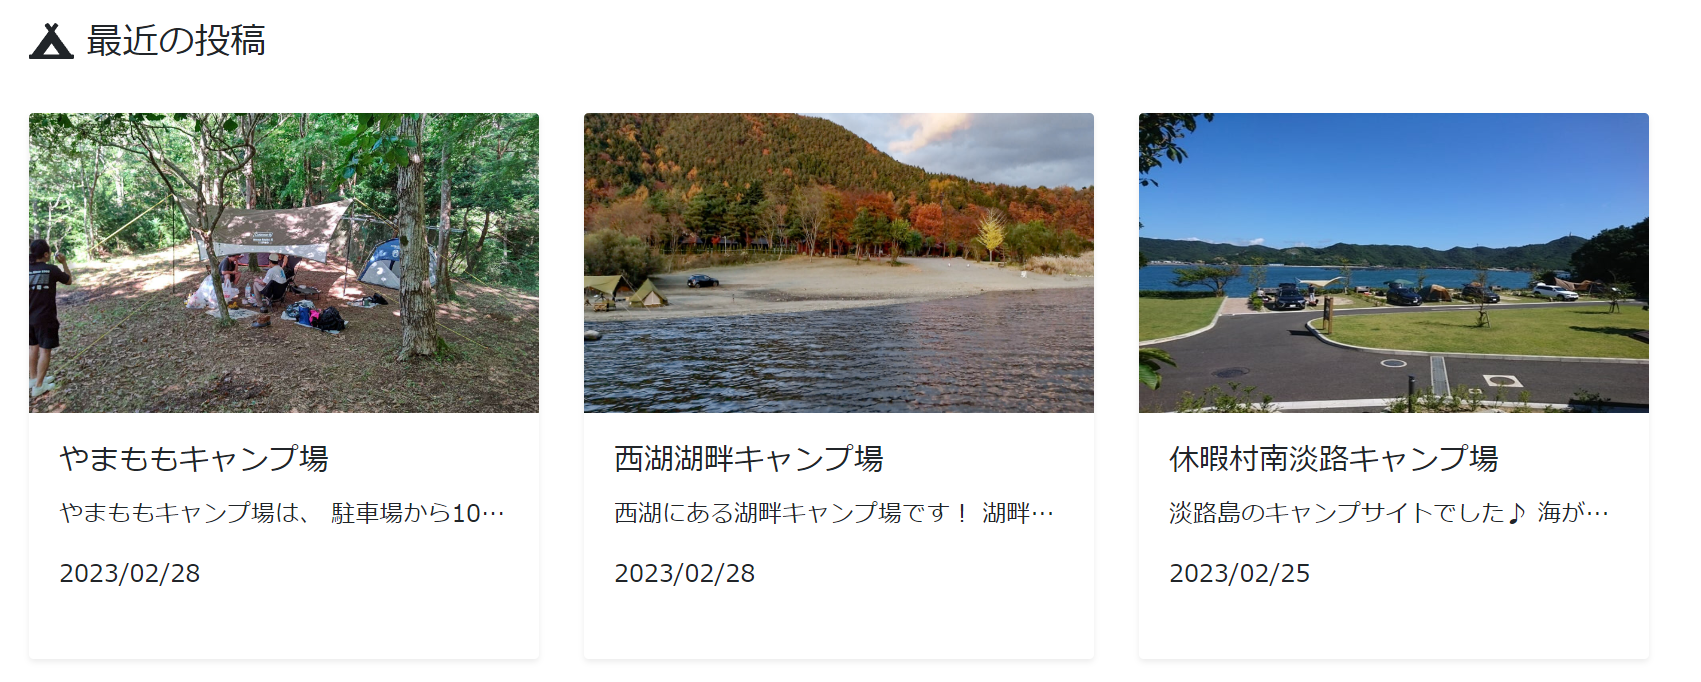 最近の投稿
やまももキャンプ場
やまももキャンプ場は、 駐車場から10…
2023/02/28
西湖湖畔キャンプ場
西湖にある湖畔キャンプ場です！ 湖畔…
2023/02/28
休暇村南淡路キャンプ場
淡路島のキャンプサイトでした♪ 海が…
2023/02/25